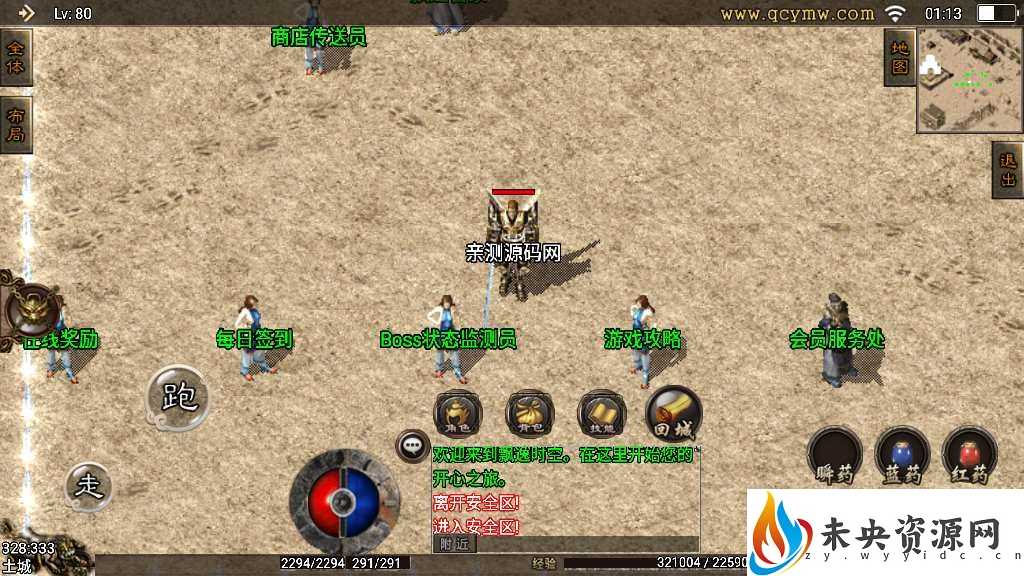 Lv: 80
www.qcymw.com
01:13
全体
商店传送员
地图
布局
退出
亲测源码网
在线奖励
每日签到
Boss状态监测员
游戏攻略
会员服务处
跑
角色
背包
技能
回城
走
欢迎来到飘逸时空。在这里开始您的
开心之旅。
离开安全区!
进入安全区!
附近
瞬药
蓝药
红药
328:333
土城
2294/2294 291/291
经验
321004 / 22590
未央资源网
zy.wyyidc.cn